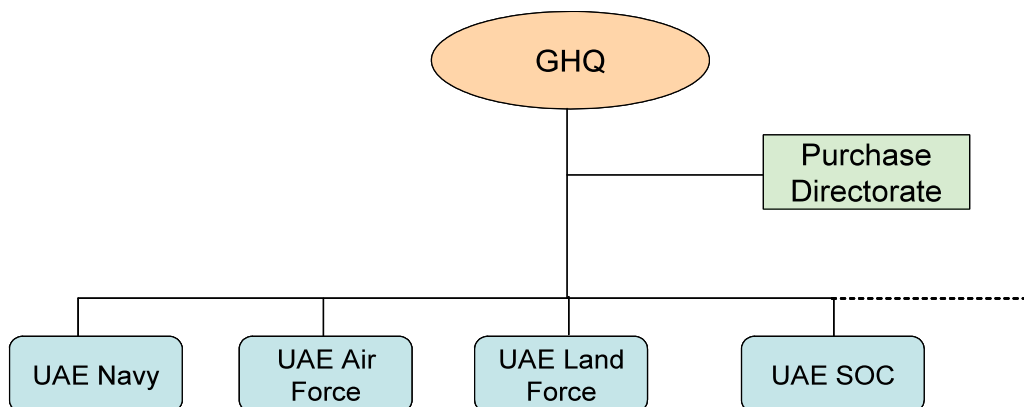 GHQ
Purchase
Directorate
UAE Navy
UAE Air
Force
UAE Land
Force
UAE SOC